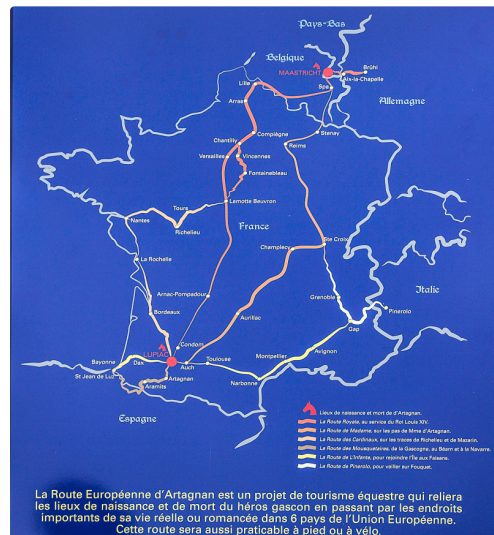 Pays-Bas
Belgique
MAASTRICHT
Brühl
Aix-la-Chapelle
Spa
Lille
Allemagne
Arras
Stenay
Compiègne
Reims
Chantilly
Versailles
Vincennes
Fontainebleau
Lamotte Beuvron
Tours
Nantes
Richelieu
France
Champlecy
Ste Croix
La Rochelle
Italie
Arnac-Pompadour
Grenoble
Pinerolo
Bordeaux
Aurillac
Gap
Condom
LUPIAC
Avignon
Bayonne
Dax
Auch
Toulouse
Montpellier
St Jean de Luz
Artagnan
Aramits
Narbonne
Espagne
Lieux de naissance et mort de d'Artagnan.
La Route Royale, au service du Roi Louis XIV.
La Route de Madame, sur les pas de Mme d'Artagnan.
La Route des Cardinaux, sur les traces de Richelieu et de Mazarin.
La Route des Mousquetaires, de la Gascogne, au Béarn et à la Navarre.
La Route de L'Infante, pour rejoindre l'Île aux Faisans.
La Route de Pinerolo, pour veiller sur Fouquet.
La Route Européenne d'Artagnan est un projet de tourisme équestre qui reliera
les lieux de naissance et de mort du héros gascon en passant par les endroits
importants de sa vie réelle ou romancée dans 6 pays de l'Union Européenne.
Cette route sera aussi praticable à pied ou à vélo.